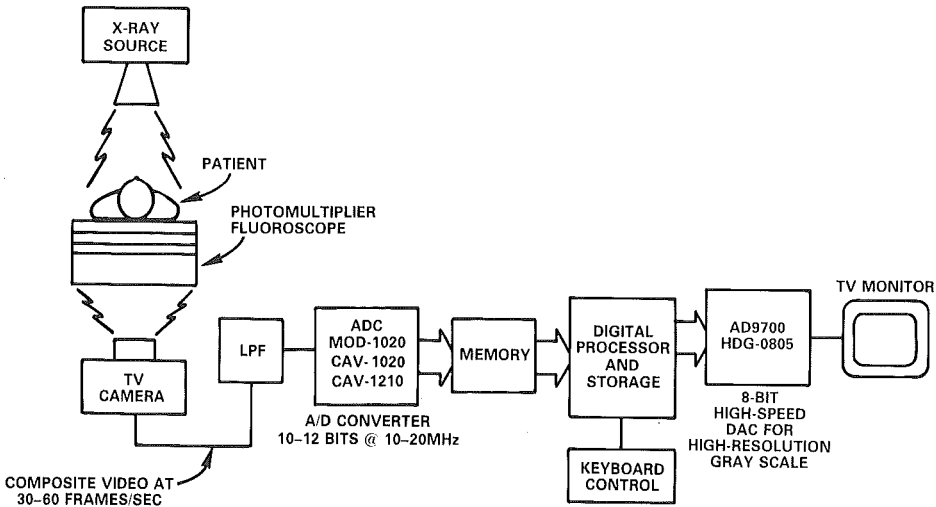 X-RAY
SOURCE
PATIENT
PHOTOMULTIPLIER
FLUOROSCOPE
TV
CAMERA
COMPOSITE VIDEO AT
30–60 FRAMES/SEC
LPF
ADC
MOD-1020
CAV-1020
CAV-1210
A/D CONVERTER
10–12 BITS @ 10–20MHz
MEMORY
DIGITAL
PROCESSOR
AND
STORAGE
KEYBOARD
CONTROL
AD9700
HDG-0805
8-BIT
HIGH-SPEED
DAC FOR
HIGH-RESOLUTION
GRAY SCALE
TV MONITOR